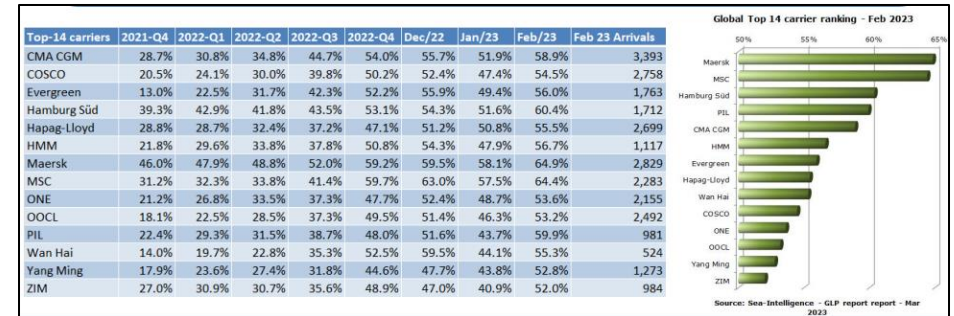 Top-14 carriers 2021-Q4 2022-Q1 2022-Q2 2022-Q3 2022-Q4 Dec/22 Jan/23 Feb/23 Feb 23 Arrivals
CMA CGM 28.7% 30.8% 34.8% 44.7% 54.0% 55.7% 51.9% 58.9% 3,393
COSCO 20.5% 24.1% 30.0% 39.8% 50.2% 52.4% 47.4% 54.5% 2,758
Evergreen 13.0% 22.5% 31.7% 42.3% 52.2% 55.9% 49.4% 56.0% 1,763
Hamburg Süd 39.3% 42.9% 41.8% 43.5% 53.1% 54.3% 51.6% 60.4% 1,712
Hapag-Lloyd 28.8% 28.7% 32.4% 37.2% 47.1% 51.2% 50.8% 55.5% 2,699
HMM 21.8% 29.6% 33.8% 37.8% 50.8% 54.3% 47.9% 56.7% 1,117
Maersk 46.0% 47.9% 48.8% 52.0% 59.2% 59.5% 58.1% 64.9% 2,829
MSC 31.2% 32.3% 33.8% 41.4% 59.7% 63.0% 57.5% 64.4% 2,283
ONE 21.2% 26.8% 33.5% 37.3% 47.7% 52.4% 48.7% 53.6% 2,155
OOCL 18.1% 22.5% 28.5% 37.3% 49.5% 51.4% 46.3% 53.2% 2,492
PIL 22.4% 29.3% 31.5% 38.7% 48.0% 51.6% 43.7% 59.9% 981
Wan Hai 14.0% 19.7% 22.8% 35.3% 52.5% 59.5% 44.1% 55.3% 524
Yang Ming 17.9% 23.6% 27.4% 31.8% 44.6% 47.7% 43.8% 52.8% 1,273
ZIM 27.0% 30.9% 30.7% 35.6% 48.9% 47.0% 40.9% 52.0% 984
Global Top 14 carrier ranking - Feb 2023
50% 55% 60% 65%
Maersk
MSC
Hamburg Süd
PIL
CMA CGM
HMM
Evergreen
Hapag-Lloyd
Wan Hai
COSCO
ONE
OOCL
Yang Ming
ZIM
Source: Sea-Intelligence - GLP report report - Mar
2023